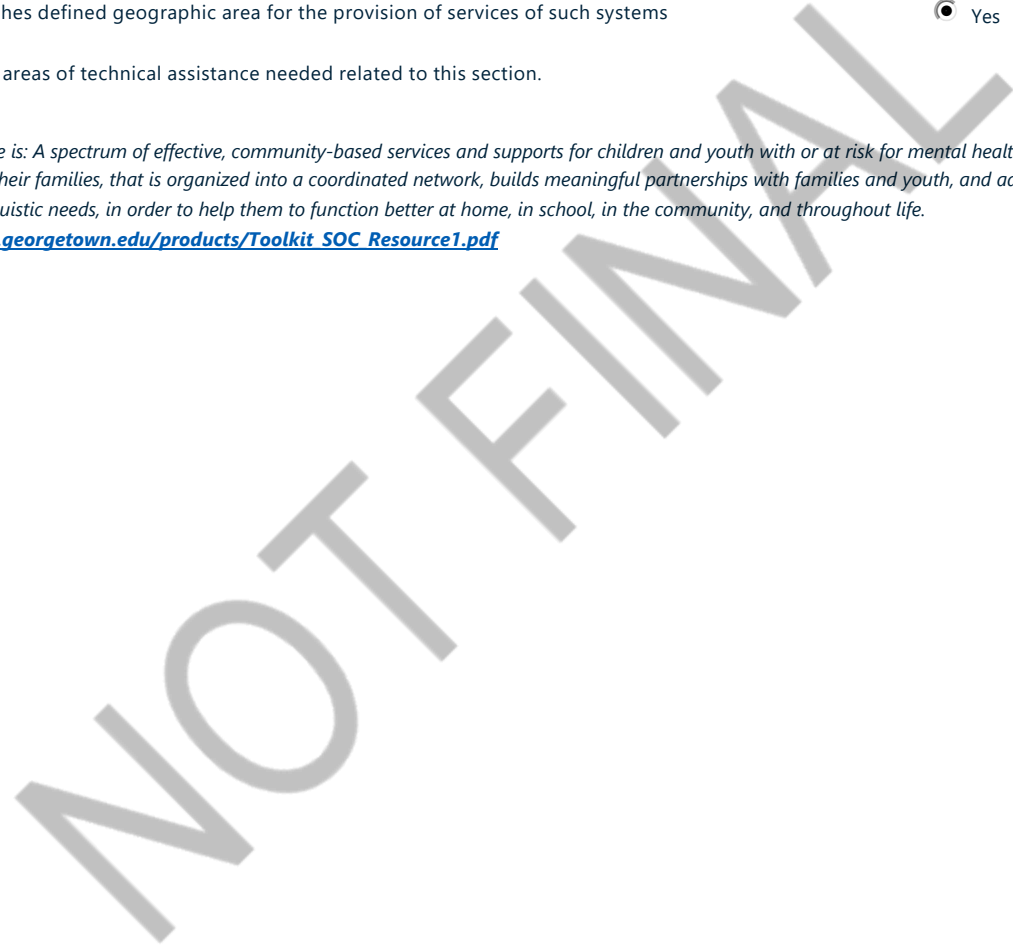 hes defined geographic area for the provision of services of such systems Yes
areas of technical assistance needed related to this section.
e is: A spectrum of effective, community-based services and supports for children and youth with or at risk for mental healt
heir families, that is organized into a coordinated network, builds meaningful partnerships with families and youth, and ad
uistic needs, in order to help them to function better at home, in school, in the community, and throughout life.
.georgetown.edu/products/Toolkit_SOC_Resource1.pdf
NOT FINAL